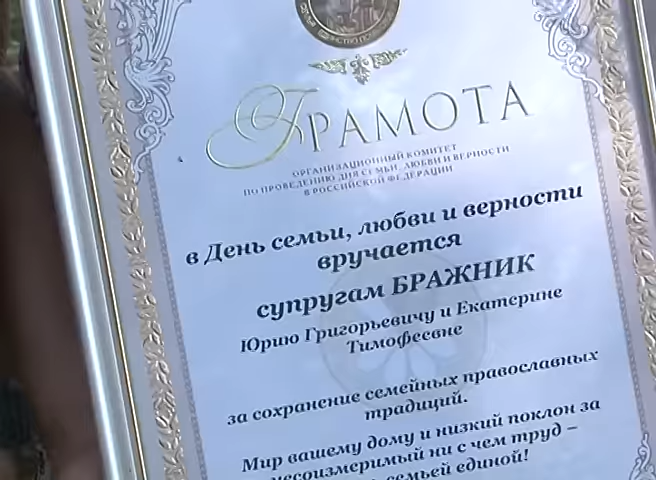 Грамота
ОРГАНИЗАЦИОННЫЙ КОМИТЕТ
ПО ПРОВЕДЕНИЮ ДНЯ СЕМЬИ, ЛЮБВИ И ВЕРНОСТИ
В РОССИЙСКОЙ ФЕДЕРАЦИИ
в День семьи, любви и верности
вручается
супругам БРАЖНИК
Юрию Григорьевичу и Екатерине
Тимофеевне
за сохранение семейных православных
традиций.
Мир вашему дому и низкий поклон за
несоизмеримый ни с чем труд –
семьей единой!